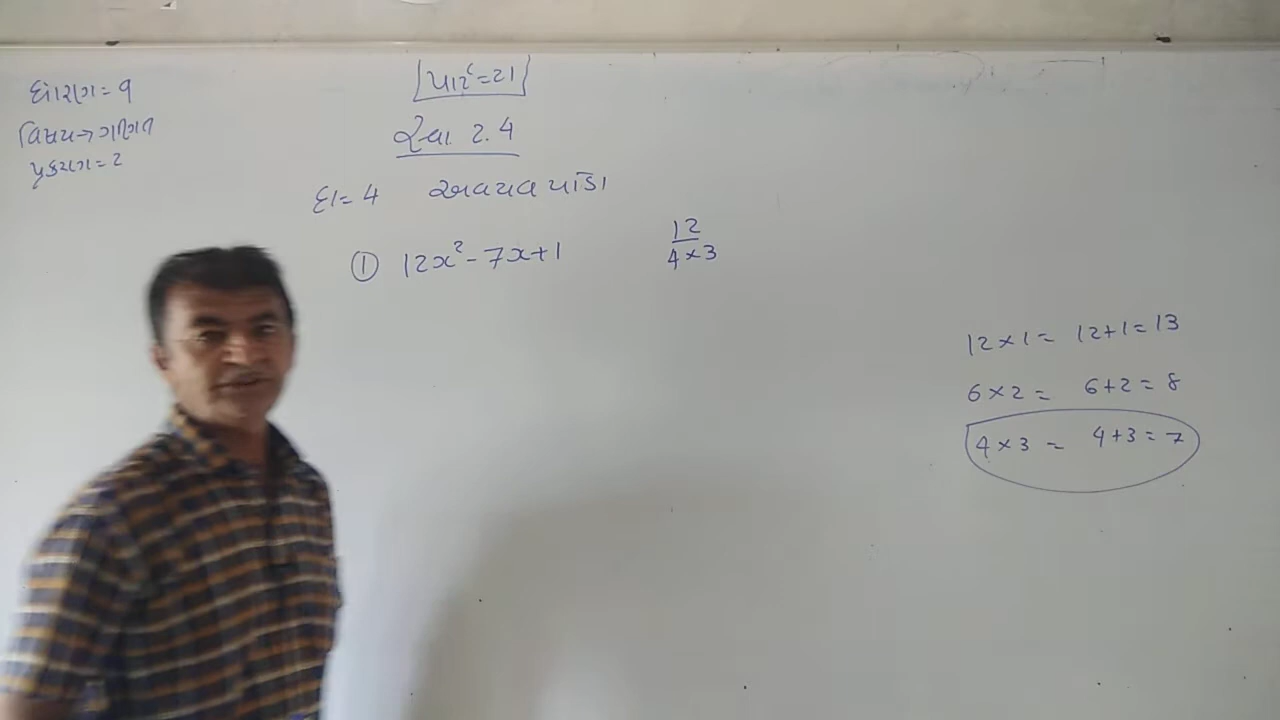 ધોરણ = 9
વિષય → ગણિત
પ્રકરણ = 2
પાર્ટ = 21
સ્વા. 2.4
દા = 4 અવયવ પાડો
① 12x² - 7x + 1
12
4 × 3
12 × 1 = 12 + 1 = 13
6 × 2 = 6 + 2 = 8
4 × 3 = 4 + 3 = 7